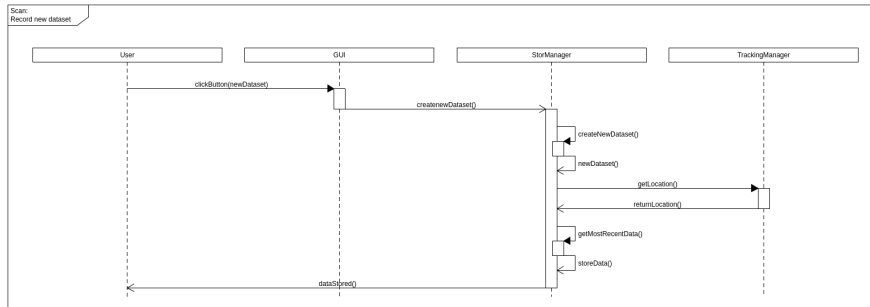 Scan:
Record new dataset
User
GUI
StorManager
TrackingManager
clickButton(newDataset)
createnewDataset()
createNewDataset()
newDataset()
getLocation()
returnLocation()
getMostRecentData()
storeData()
dataStored()